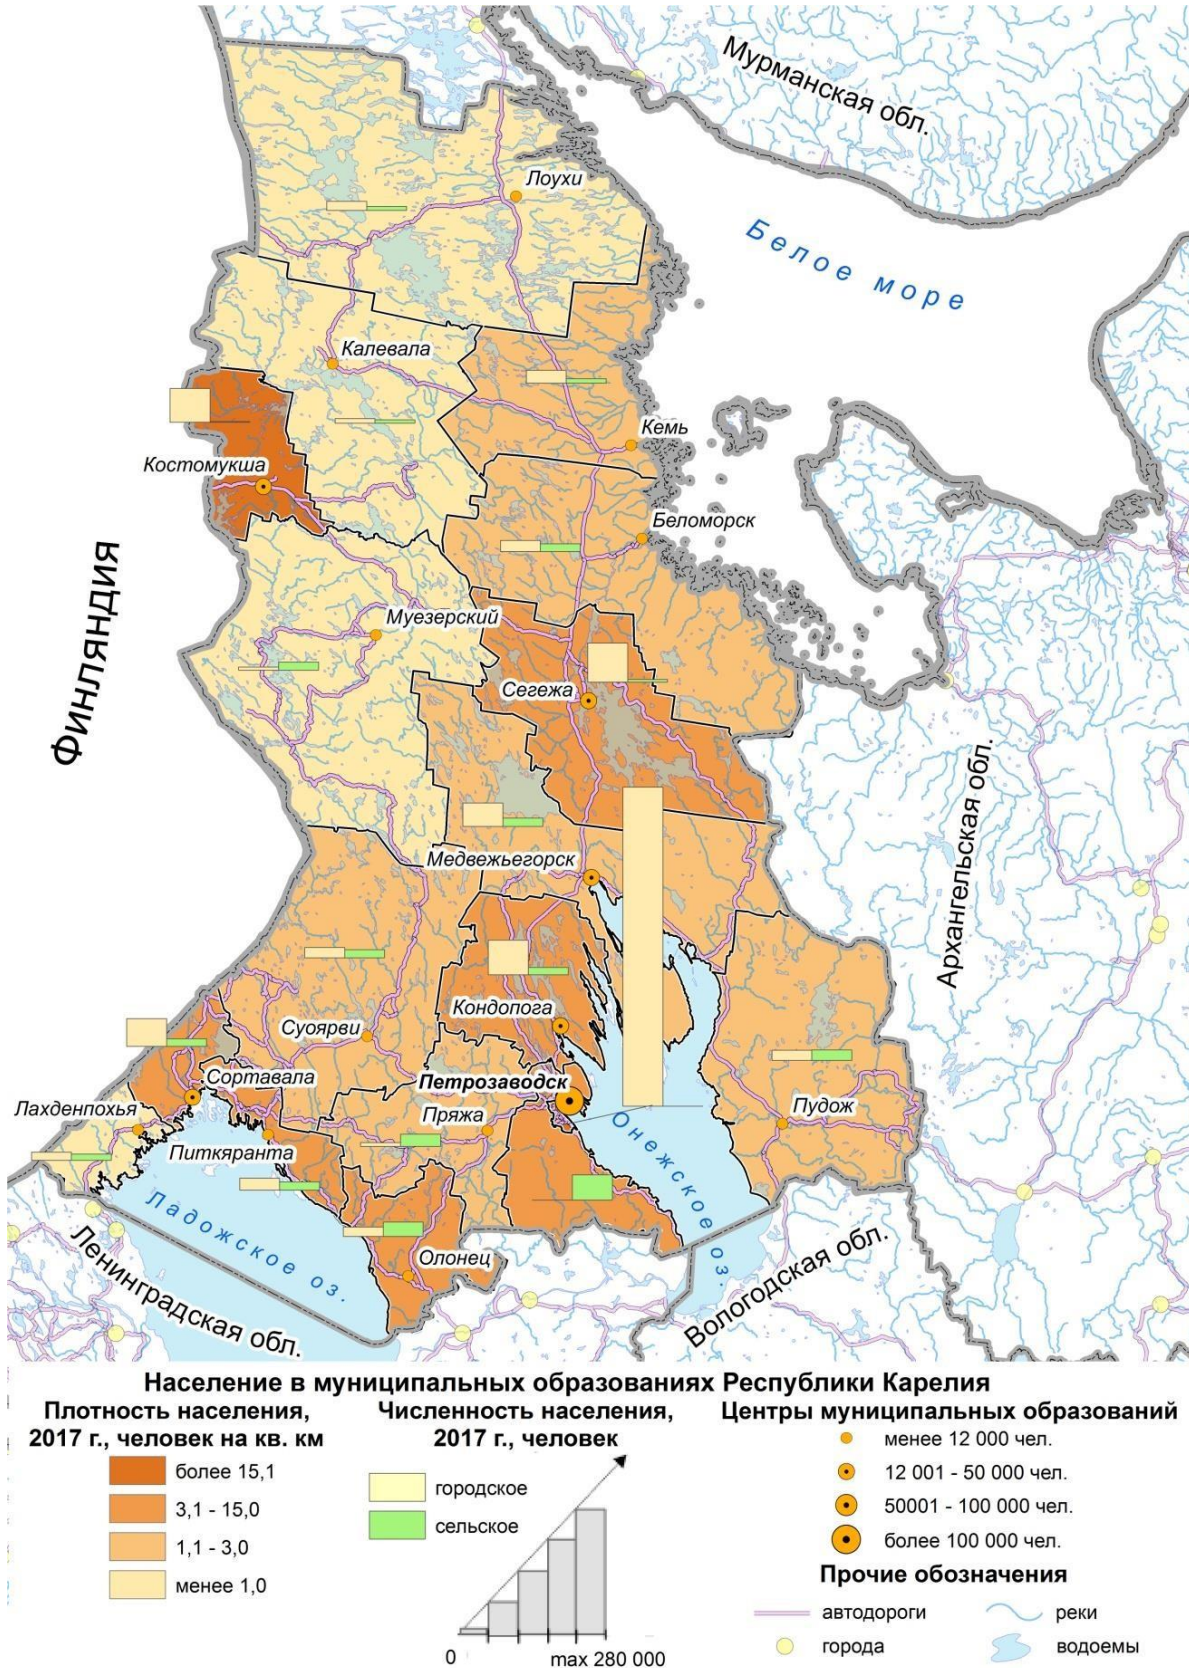 Мурманская обл.
Лоухи
Белое море
Калевала
Кемь
Костомукша
Беломорск
Финляндия
Муезерский
Сегежа
Архангельская обл.
Медвежьегорск
Кондопога
Суоярви
Сортавала
Петрозаводск
Лахденпохья
Пряжа
Пудож
Питкяранта
Онежское оз.
Ладожское оз.
Олонец
Ленинградская обл.
Вологодская обл.
Население в муниципальных образованиях Республики Карелия
Плотность населения,
2017 г., человек на кв. км
более 15,1
3,1 - 15,0
1,1 - 3,0
менее 1,0
Численность населения,
2017 г., человек
городское
сельское
0
max 280 000
Центры муниципальных образований
менее 12 000 чел.
12 001 - 50 000 чел.
50001 - 100 000 чел.
более 100 000 чел.
Прочие обозначения
автодороги
реки
города
водоемы